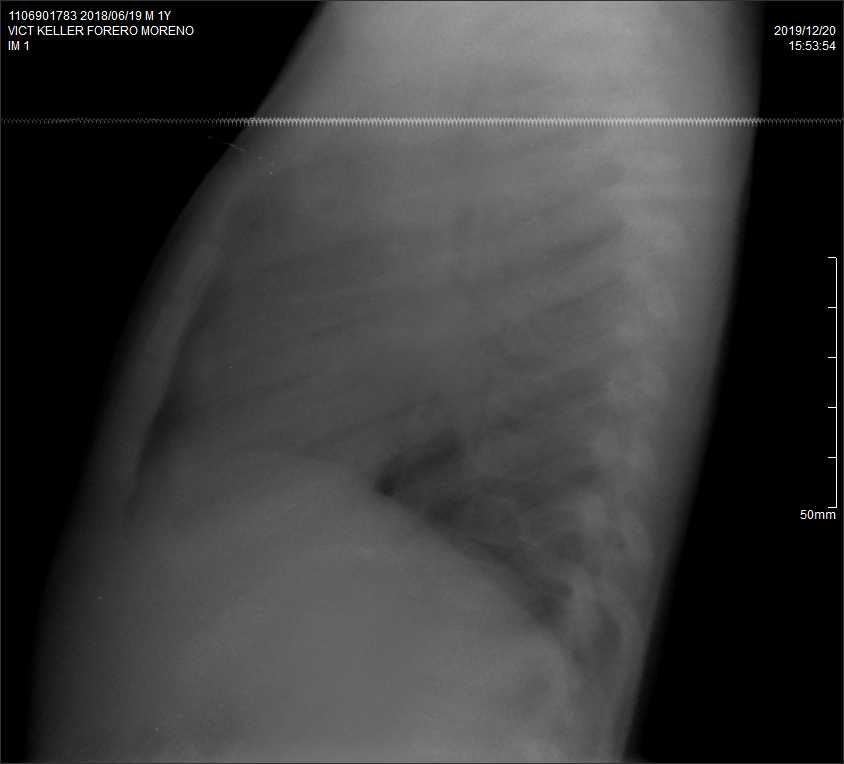 1106901783 2018/06/19 M 1Y
VICT KELLER FORERO MORENO
IM 1
2019/12/20
15:53:54
50mm